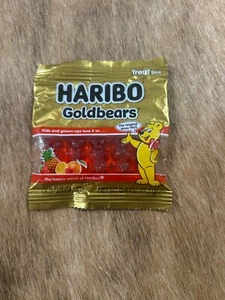 Treat Size
HARIBO
Goldbears
Kids and grown-ups love it so ...
the happy world of Haribo!